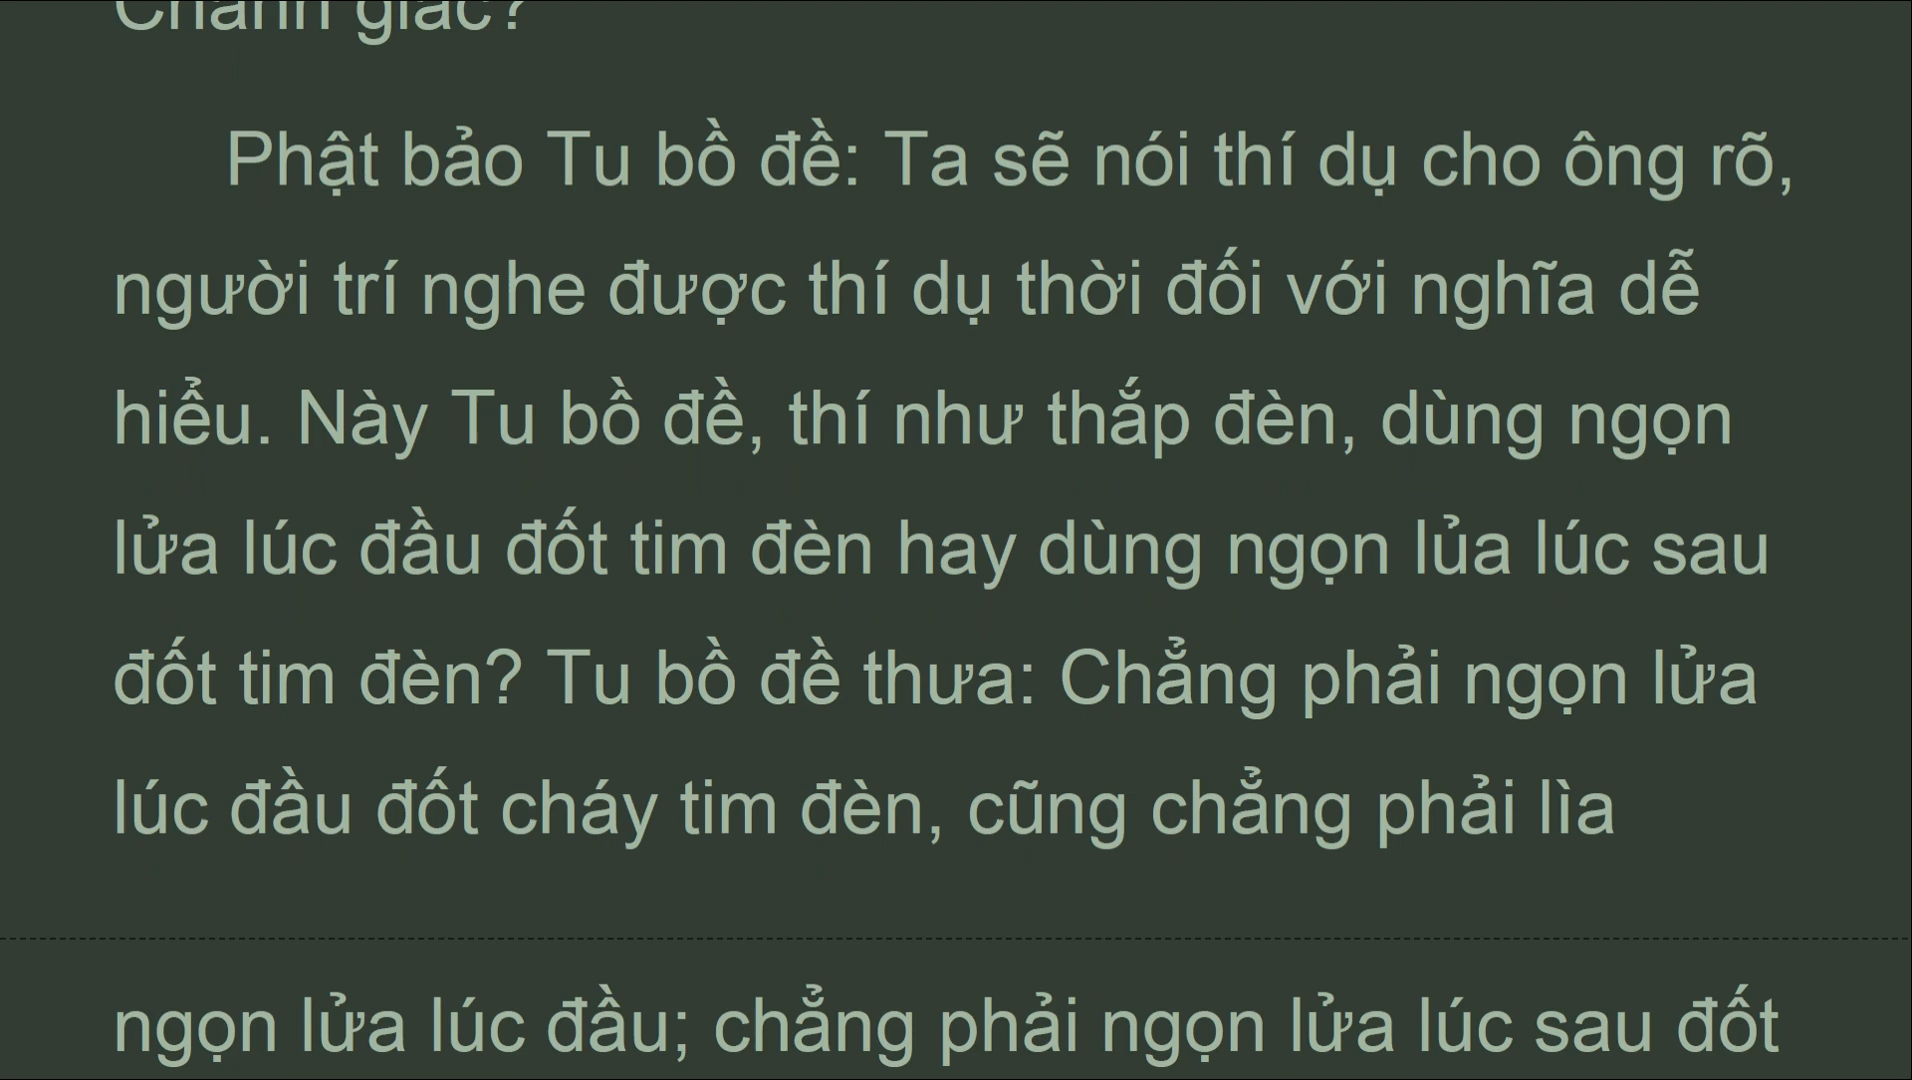 Chánh giác?
Phật bảo Tu bồ đề: Ta sẽ nói thí dụ cho ông rõ,
người trí nghe được thí dụ thời đối với nghĩa dễ
hiểu. Này Tu bồ đề, thí như thắp đèn, dùng ngọn
lửa lúc đầu đốt tim đèn hay dùng ngọn lủa lúc sau
đốt tim đèn? Tu bồ đề thưa: Chẳng phải ngọn lửa
lúc đầu đốt cháy tim đèn, cũng chẳng phải lìa
ngọn lửa lúc đầu; chẳng phải ngọn lửa lúc sau đốt